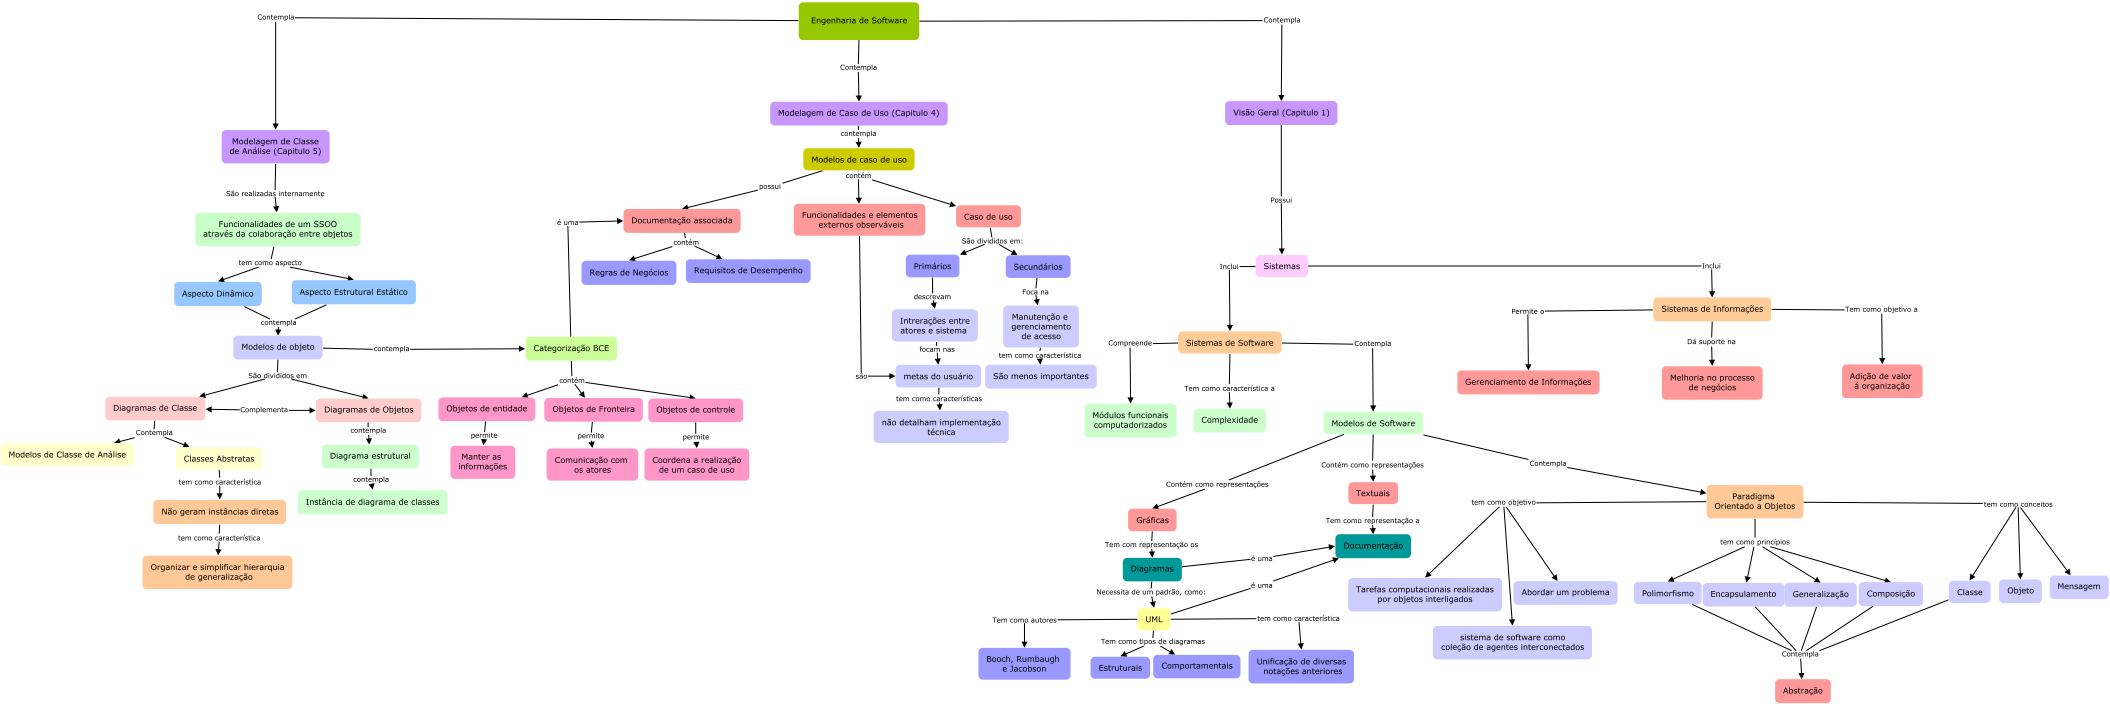 Engenharia de Software
Contempla
Contempla
Contempla
Modelagem de Classe
de Análise (Capitulo 5)
São realizadas internamente
Funcionalidades de um SSOO
através da colaboração entre objetos
tem como aspecto
Aspecto Dinâmico
Aspecto Estrutural Estático
contempla
Modelos de objeto
contempla
São divididos em
Diagramas de Classe
Complementa
Diagramas de Objetos
Contempla
contempla
Modelos de Classe de Análise
Classes Abstratas
Diagrama estrutural
tem como característica
contempla
Não geram instâncias diretas
Instância de diagrama de classes
tem como característica
Organizar e simplificar hierarquia
de generalização
Modelagem de Caso de Uso (Capitulo 4)
contempla
Modelos de caso de uso
possui
contém
é uma
Documentação associada
Funcionalidades e elementos
externos observáveis
Caso de uso
contém
Regras de Negócios
Requisitos de Desempenho
São divididos em:
Primários
Secundários
descrevam
Foca na
Intrerações entre
atores e sistema
Manutenção e
gerenciamento
de acesso
focam nas
tem como característica
são
metas do usuário
São menos importantes
tem como características
não detalham implementação
técnica
Categorização BCE
contém
Objetos de entidade
Objetos de Fronteira
Objetos de controle
permite
permite
permite
Manter as
informações
Comunicação com
os atores
Coordena a realização
de um caso de uso
Visão Geral (Capitulo 1)
Possui
Sistemas
Inclui
Inclui
Sistemas de Software
Sistemas de Informações
Permite o
Dá suporte na
Tem como objetivo a
Gerenciamento de Informações
Melhoria no processo
de negócios
Adição de valor
á organização
Compreende
Tem como característica a
Contempla
Módulos funcionais
computadorizados
Complexidade
Modelos de Software
Contém como representações
Contém como representações
Contempla
Gráficas
Textuais
Paradigma
Orientado a Objetos
Tem com representação os
Tem como representação a
Diagramas
é uma
Documentação
Necessita de um padrão, como:
é uma
UML
Tem como autores
Tem como tipos de diagramas
tem como característica
Booch, Rumbaugh
e Jacobson
Estruturais
Comportamentais
Unificação de diversas
notações anteriores
tem como objetivo
tem como princípios
tem como conceitos
Tarefas computacionais realizadas
por objetos interligados
Abordar um problema
sistema de software como
coleção de agentes interconectados
Polimorfismo
Encapsulamento
Generalização
Composição
Classe
Objeto
Mensagem
Contempla
Abstração